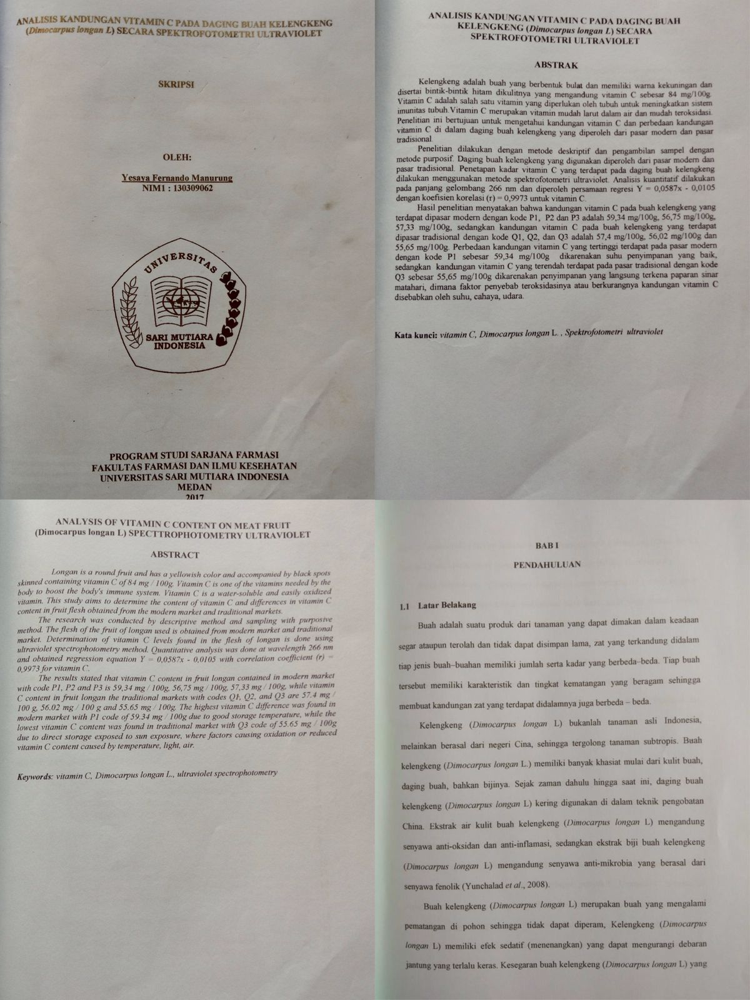 ANALISIS KANDUNGAN VITAMIN C PADA DAGING BUAH KELENGKENG
(Dimocarpus longan L) SECARA SPEKTROFOTOMETRI ULTRAVIOLET
SKRIPSI
OLEH:
Yesaya Fernando Manurung
NIM1 : 130309062
UNIVERSITAS
SARI MUTIARA
INDONESIA
PROGRAM STUDI SARJANA FARMASI
FAKULTAS FARMASI DAN ILMU KESEHATAN
UNIVERSITAS SARI MUTIARA INDONESIA
MEDAN
2017
ANALISIS KANDUNGAN VITAMIN C PADA DAGING BUAH
KELENGKENG (Dimocarpus longan L) SECARA
SPEKTROFOTOMETRI ULTRAVIOLET
ABSTRAK
Kelengkeng adalah buah yang berbentuk bulat dan memiliki warna kekuningan dan
disertai bintik-bintik hitam dikulitnya yang mengandung vitamin C sebesar 84 mg/100g.
Vitamin C adalah salah satu vitamin yang diperlukan oleh tubuh untuk meningkatkan sistem
imunitas tubuh.Vitamin C merupakan vitamin mudah larut dalam air dan mudah teroksidasi.
Penelitian ini bertujuan untuk mengetahui kandungan vitamin C dan perbedaan kandungan
vitamin C di dalam daging buah kelengkeng yang diperoleh dari pasar modern dan pasar
tradisional.
Penelitian dilakukan dengan metode deskriptif dan pengambilan sampel dengan
metode purposif. Daging buah kelengkeng yang digunakan diperoleh dari pasar modern dan
pasar tradisional. Penetapan kadar vitamin C yang terdapat pada daging buah kelengkeng
dilakukan menggunakan metode spektrofotometri ultraviolet. Analisis kuantitatif dilakukan
pada panjang gelombang 266 nm dan diperoleh persamaan regresi Y = 0,0587x - 0,0105
dengan koefisien korelasi (r) = 0,9973 untuk vitamin C.
Hasil penelitian menyatakan bahwa kandungan vitamin C pada buah kelengkeng yang
terdapat dipasar modern dengan kode P1, P2 dan P3 adalah 59,34 mg/100g, 56,75 mg/100g,
57,33 mg/100g, sedangkan kandungan vitamin C pada buah kelengkeng yang terdapat
dipasar tradisional dengan kode Q1, Q2, dan Q3 adalah 57,4 mg/100g, 56,02 mg/100g dan
55,65 mg/100g. Perbedaan kandungan vitamin C yang tertinggi terdapat pada pasar modern
dengan kode P1 sebesar 59,34 mg/100g dikarenakan suhu penyimpanan yang baik,
sedangkan kandungan vitamin C yang terendah terdapat pada pasar tradisional dengan kode
Q3 sebesar 55,65 mg/100g dikarenakan penyimpanan yang langsung terkena paparan sinar
matahari, dimana faktor penyebab teroksidasinya atau berkurangnya kandungan vitamin C
disebabkan oleh suhu, cahaya, udara.
Kata kunci: vitamin C, Dimocarpus longan L. , Spektrofotometri ultraviolet
ANALYSIS OF VITAMIN C CONTENT ON MEAT FRUIT
(Dimocarpus longan L) SPECTTROPHOTOMETRY ULTRAVIOLET
ABSTRACT
Longan is a round fruit and has a yellowish color and accompanied by black spots
skinned containing vitamin C of 84 mg / 100g. Vitamin C is one of the vitamins needed by the
body to boost the body's immune system. Vitamin C is a water-soluble and easily oxidized
vitamin. This study aims to determine the content of vitamin C and differences in vitamin C
content in fruit flesh obtained from the modern market and traditional markets.
The research was conducted by descriptive method and sampling with purposive
method. The flesh of the fruit of longan used is obtained from modern market and traditional
market. Determination of vitamin C levels found in the flesh of longan is done using
ultraviolet spectrophotometry method. Quantitative analysis was done at wavelength 266 nm
and obtained regression equation Y = 0,0587x - 0,0105 with correlation coefficient (r) =
0,9973 for vitamin C.
The results stated that vitamin C content in fruit longan contained in modern market
with code P1, P2 and P3 is 59,34 mg / 100g, 56,75 mg / 100g, 57,33 mg / 100g, while vitamin
C content in fruit longan the traditional markets with codes Q1, Q2, and Q3 are 57.4 mg /
100 g, 56.02 mg / 100 g and 55.65 mg / 100g. The highest vitamin C difference was found in
modern market with P1 code of 59.34 mg / 100g due to good storage temperature, while the
lowest vitamin C content was found in traditional market with Q3 code of 55.65 mg / 100g
due to direct storage exposed to sun exposure, where factors causing oxidation or reduced
vitamin C content caused by temperature, light, air.
Keywords: vitamin C, Dimocarpus longan L., ultraviolet spectrophotometry
BAB I
PENDAHULUAN
1.1 Latar Belakang
Buah adalah suatu produk dari tanaman yang dapat dimakan dalam keadaan
segar ataupun terolah dan tidak dapat disimpan lama, zat yang terkandung didalam
tiap jenis buah–buahan memiliki jumlah serta kadar yang berbeda–beda. Tiap buah
tersebut memiliki karakteristik dan tingkat kematangan yang beragam sehingga
membuat kandungan zat yang terdapat didalamnya juga berbeda – beda.
Kelengkeng (Dimocarpus longan L) bukanlah tanaman asli Indonesia,
melainkan berasal dari negeri Cina, sehingga tergolong tanaman subtropis. Buah
kelengkeng (Dimocarpus longan L.) memiliki banyak khasiat mulai dari kulit buah,
daging buah, bahkan bijinya. Sejak zaman dahulu hingga saat ini, daging buah
kelengkeng (Dimocarpus longan L) kering digunakan di dalam teknik pengobatan
China. Ekstrak air kulit buah kelengkeng (Dimocarpus longan L) mengandung
senyawa anti-oksidan dan anti-inflamasi, sedangkan ekstrak biji buah kelengkeng
(Dimocarpus longan L) mengandung senyawa anti-mikrobia yang berasal dari
senyawa fenolik (Yunchalad et al., 2008).
Buah kelengkeng (Dimocarpus longan L) merupakan buah yang mengalami
pematangan di pohon sehingga tidak dapat diperam, Kelengkeng (Dimocarpus
longan L) memiliki efek sedatif (menenangkan) yang dapat mengurangi debaran
jantung yang terlalu keras. Kesegaran buah kelengkeng (Dimocarpus longan L) yang